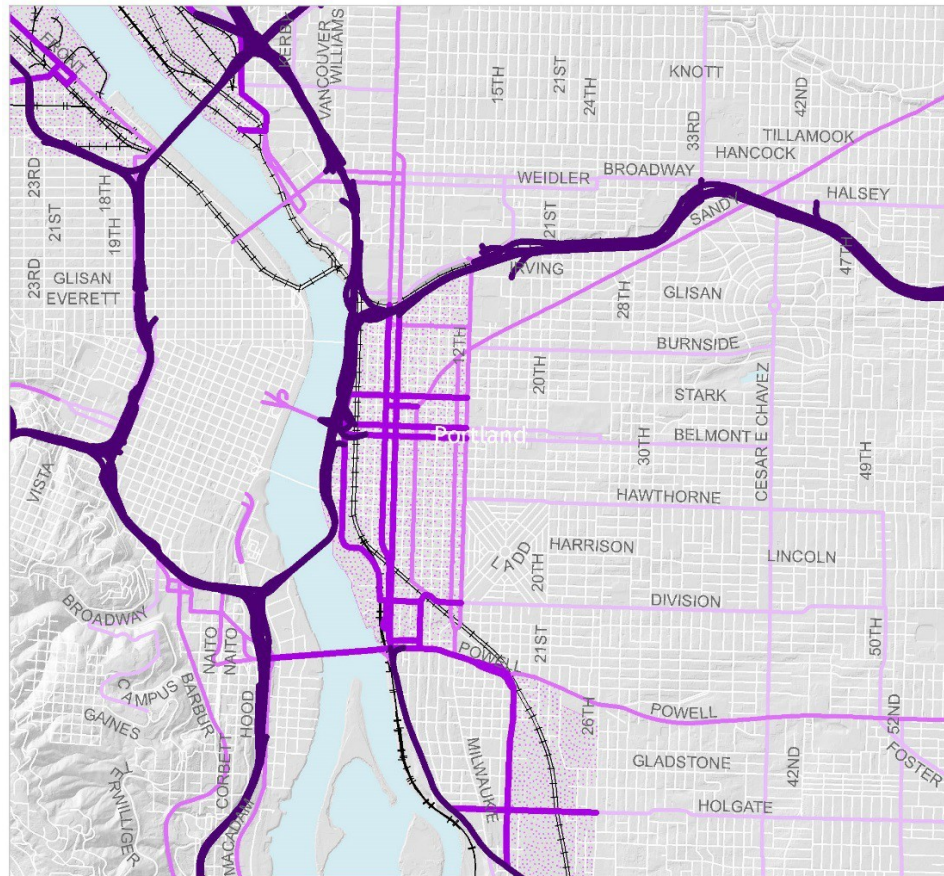 FRONT
KERBY
VANCOUVER
WILLIAMS
15TH
21ST
24TH
KNOTT
33RD
42ND
TILLAMOOK
HANCOCK
BROADWAY
WEIDLER
HALSEY
SANDY
23RD
21ST
18TH
19TH
21ST
47TH
IRVING
23RD
GLISAN
EVERETT
28TH
GLISAN
12TH
BURNSIDE
20TH
STARK
CESAR E CHAVEZ
Portland
30TH
BELMONT
49TH
VISTA
HAWTHORNE
HARRISON
LADD
20TH
LINCOLN
DIVISION
BROADWAY
NAITO
NAITO
POWELL
21ST
50TH
CAMPUS
GAINES
BARBUR
HOOD
26TH
POWELL
52ND
FOSTER
CORBETT
MILWAUKIE
GLADSTONE
42ND
TERWILLIGER
MACADAM
HOLGATE